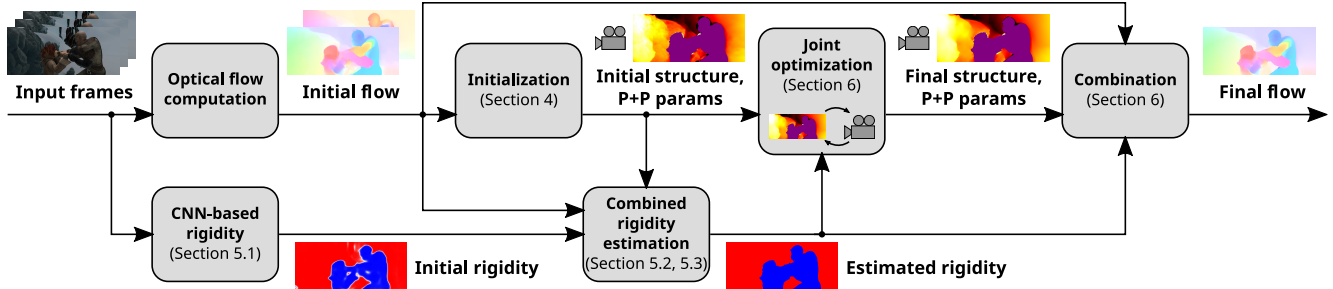 Input frames
Optical flow
computation
Initial flow
Initialization
(Section 4)
Initial structure,
P+P params
Joint
optimization
(Section 6)
Final structure,
P+P params
Combination
(Section 6)
Final flow
CNN-based
rigidity
(Section 5.1)
Initial rigidity
Combined
rigidity
estimation
(Section 5.2, 5.3)
Estimated rigidity